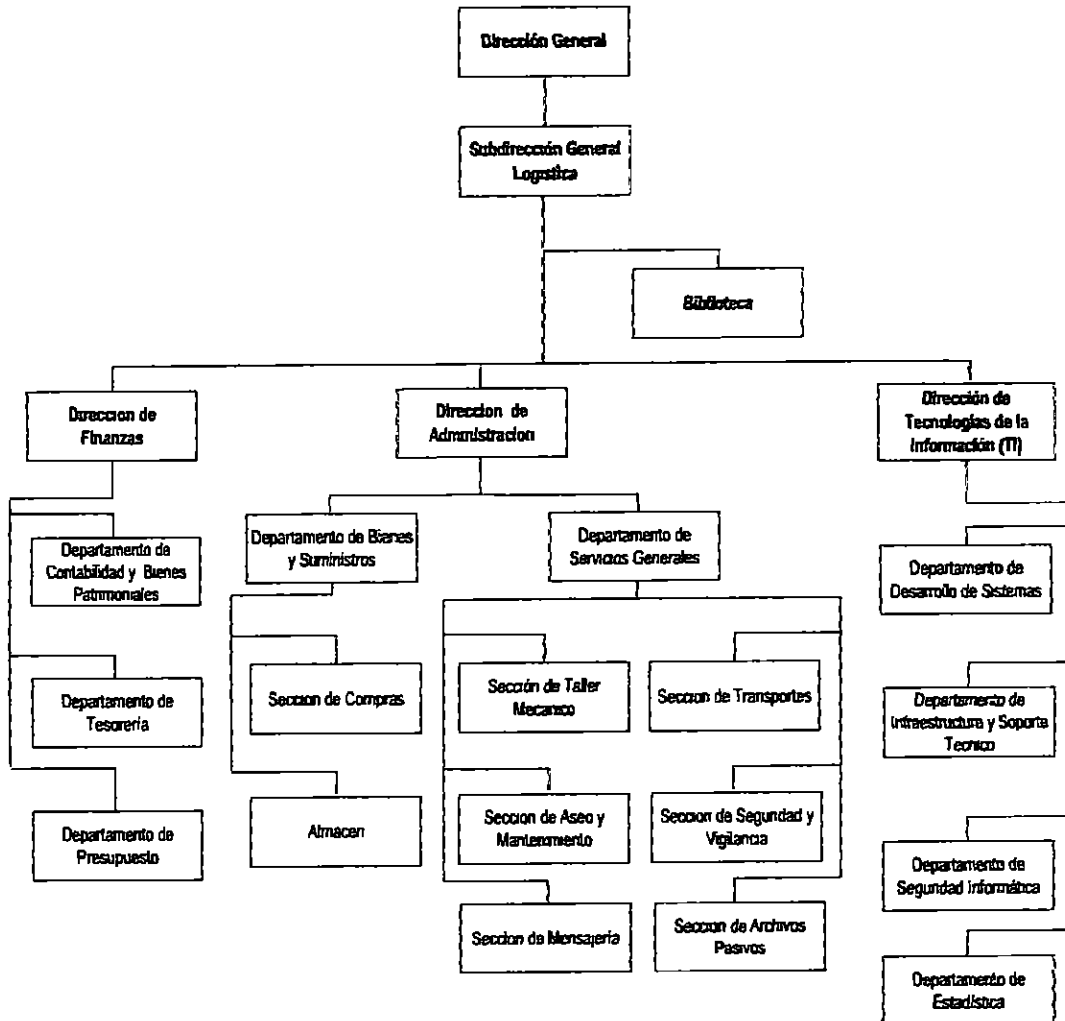 Dirección General
Subdirección General
Logística
Biblioteca
Direccion de
Finanzas
Direccion de
Administracion
Dirección de
Tecnologías de la
Información (TI)
Departamento de
Contabilidad y Bienes
Patrimoniales
Departamento de Bienes
y Suministros
Departamento de
Servicios Generales
Departamento de
Desarrollo de Sistemas
Departamento de
Tesorería
Seccion de Compras
Sección de Taller
Mecanico
Seccion de Transportes
Departamento de
Infraestructura y Soporte
Tecnico
Departamento de
Presupuesto
Almacen
Seccion de Aseo y
Mantenimiento
Seccion de Seguridad y
Vigilancia
Departamento de
Seguridad Informática
Seccion de Mensajería
Seccion de Archivos
Pasivos
Departamento de
Estadística